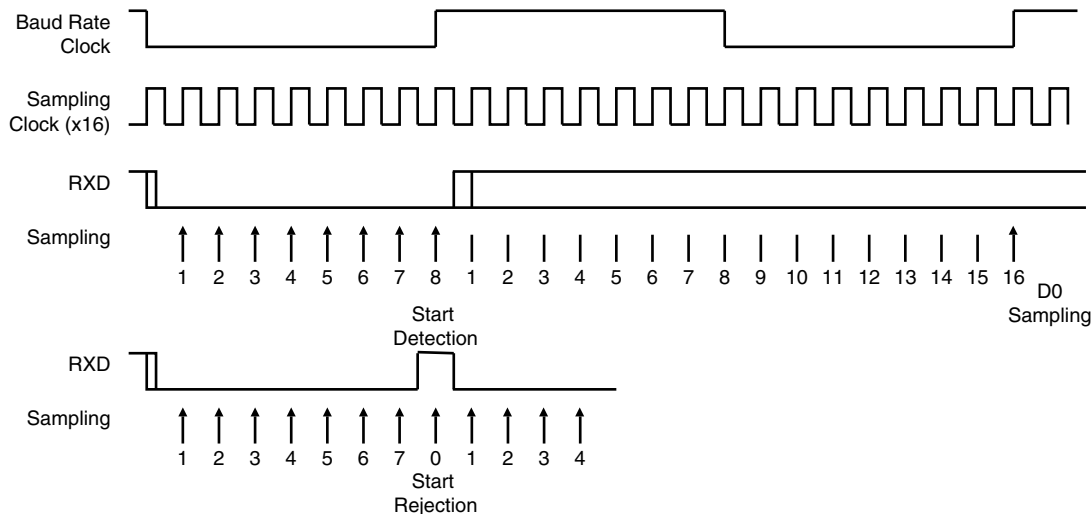 Baud Rate
Clock
Sampling
Clock (x16)
RXD
Sampling
1 2 3 4 5 6 7 8 1 2 3 4 5 6 7 8 9 10 11 12 13 14 15 16
D0
Sampling
Start
Detection
RXD
Sampling
1 2 3 4 5 6 7 0 1 2 3 4
Start
Rejection